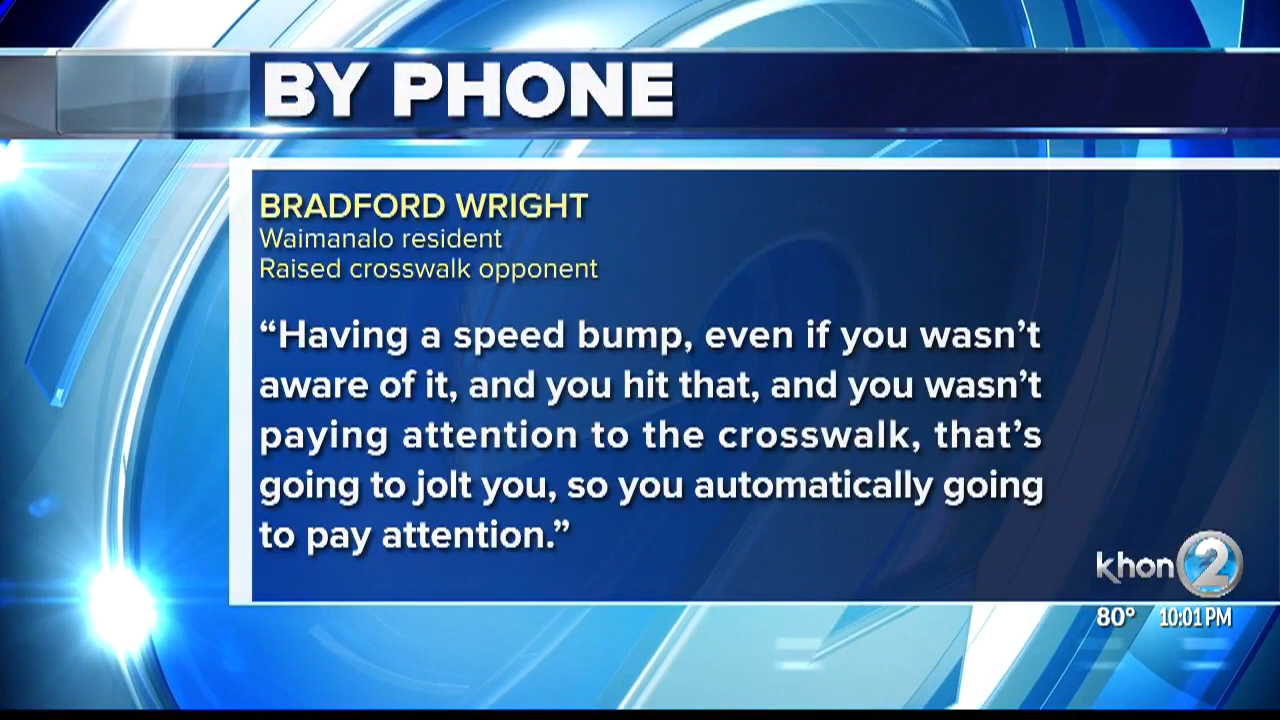 BY PHONE
BRADFORD WRIGHT
Waimanalo resident
Raised crosswalk opponent
“Having a speed bump, even if you wasn’t
aware of it, and you hit that, and you wasn’t
paying attention to the crosswalk, that’s
going to jolt you, so you automatically going
to pay attention.”
khon 2
80° 10:01 PM